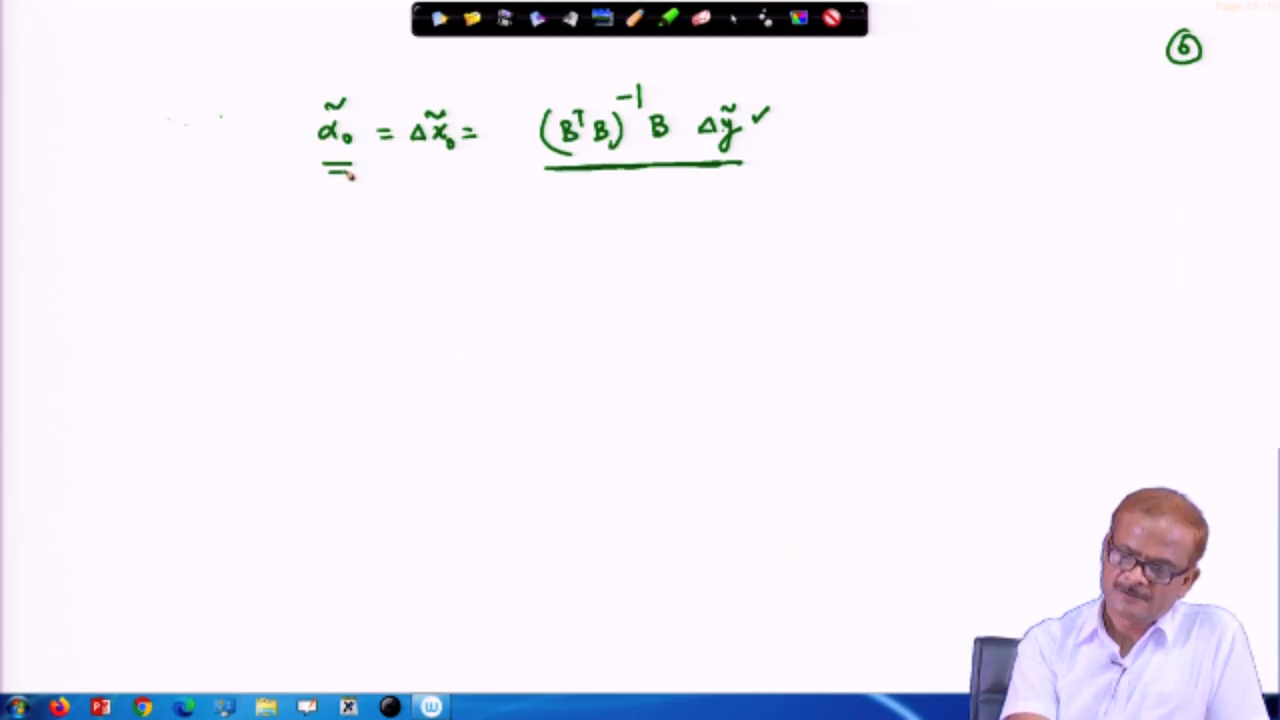 6
α̃₀ = Δx̃₀ = (BᵀB)⁻¹ B Δỹ ✓